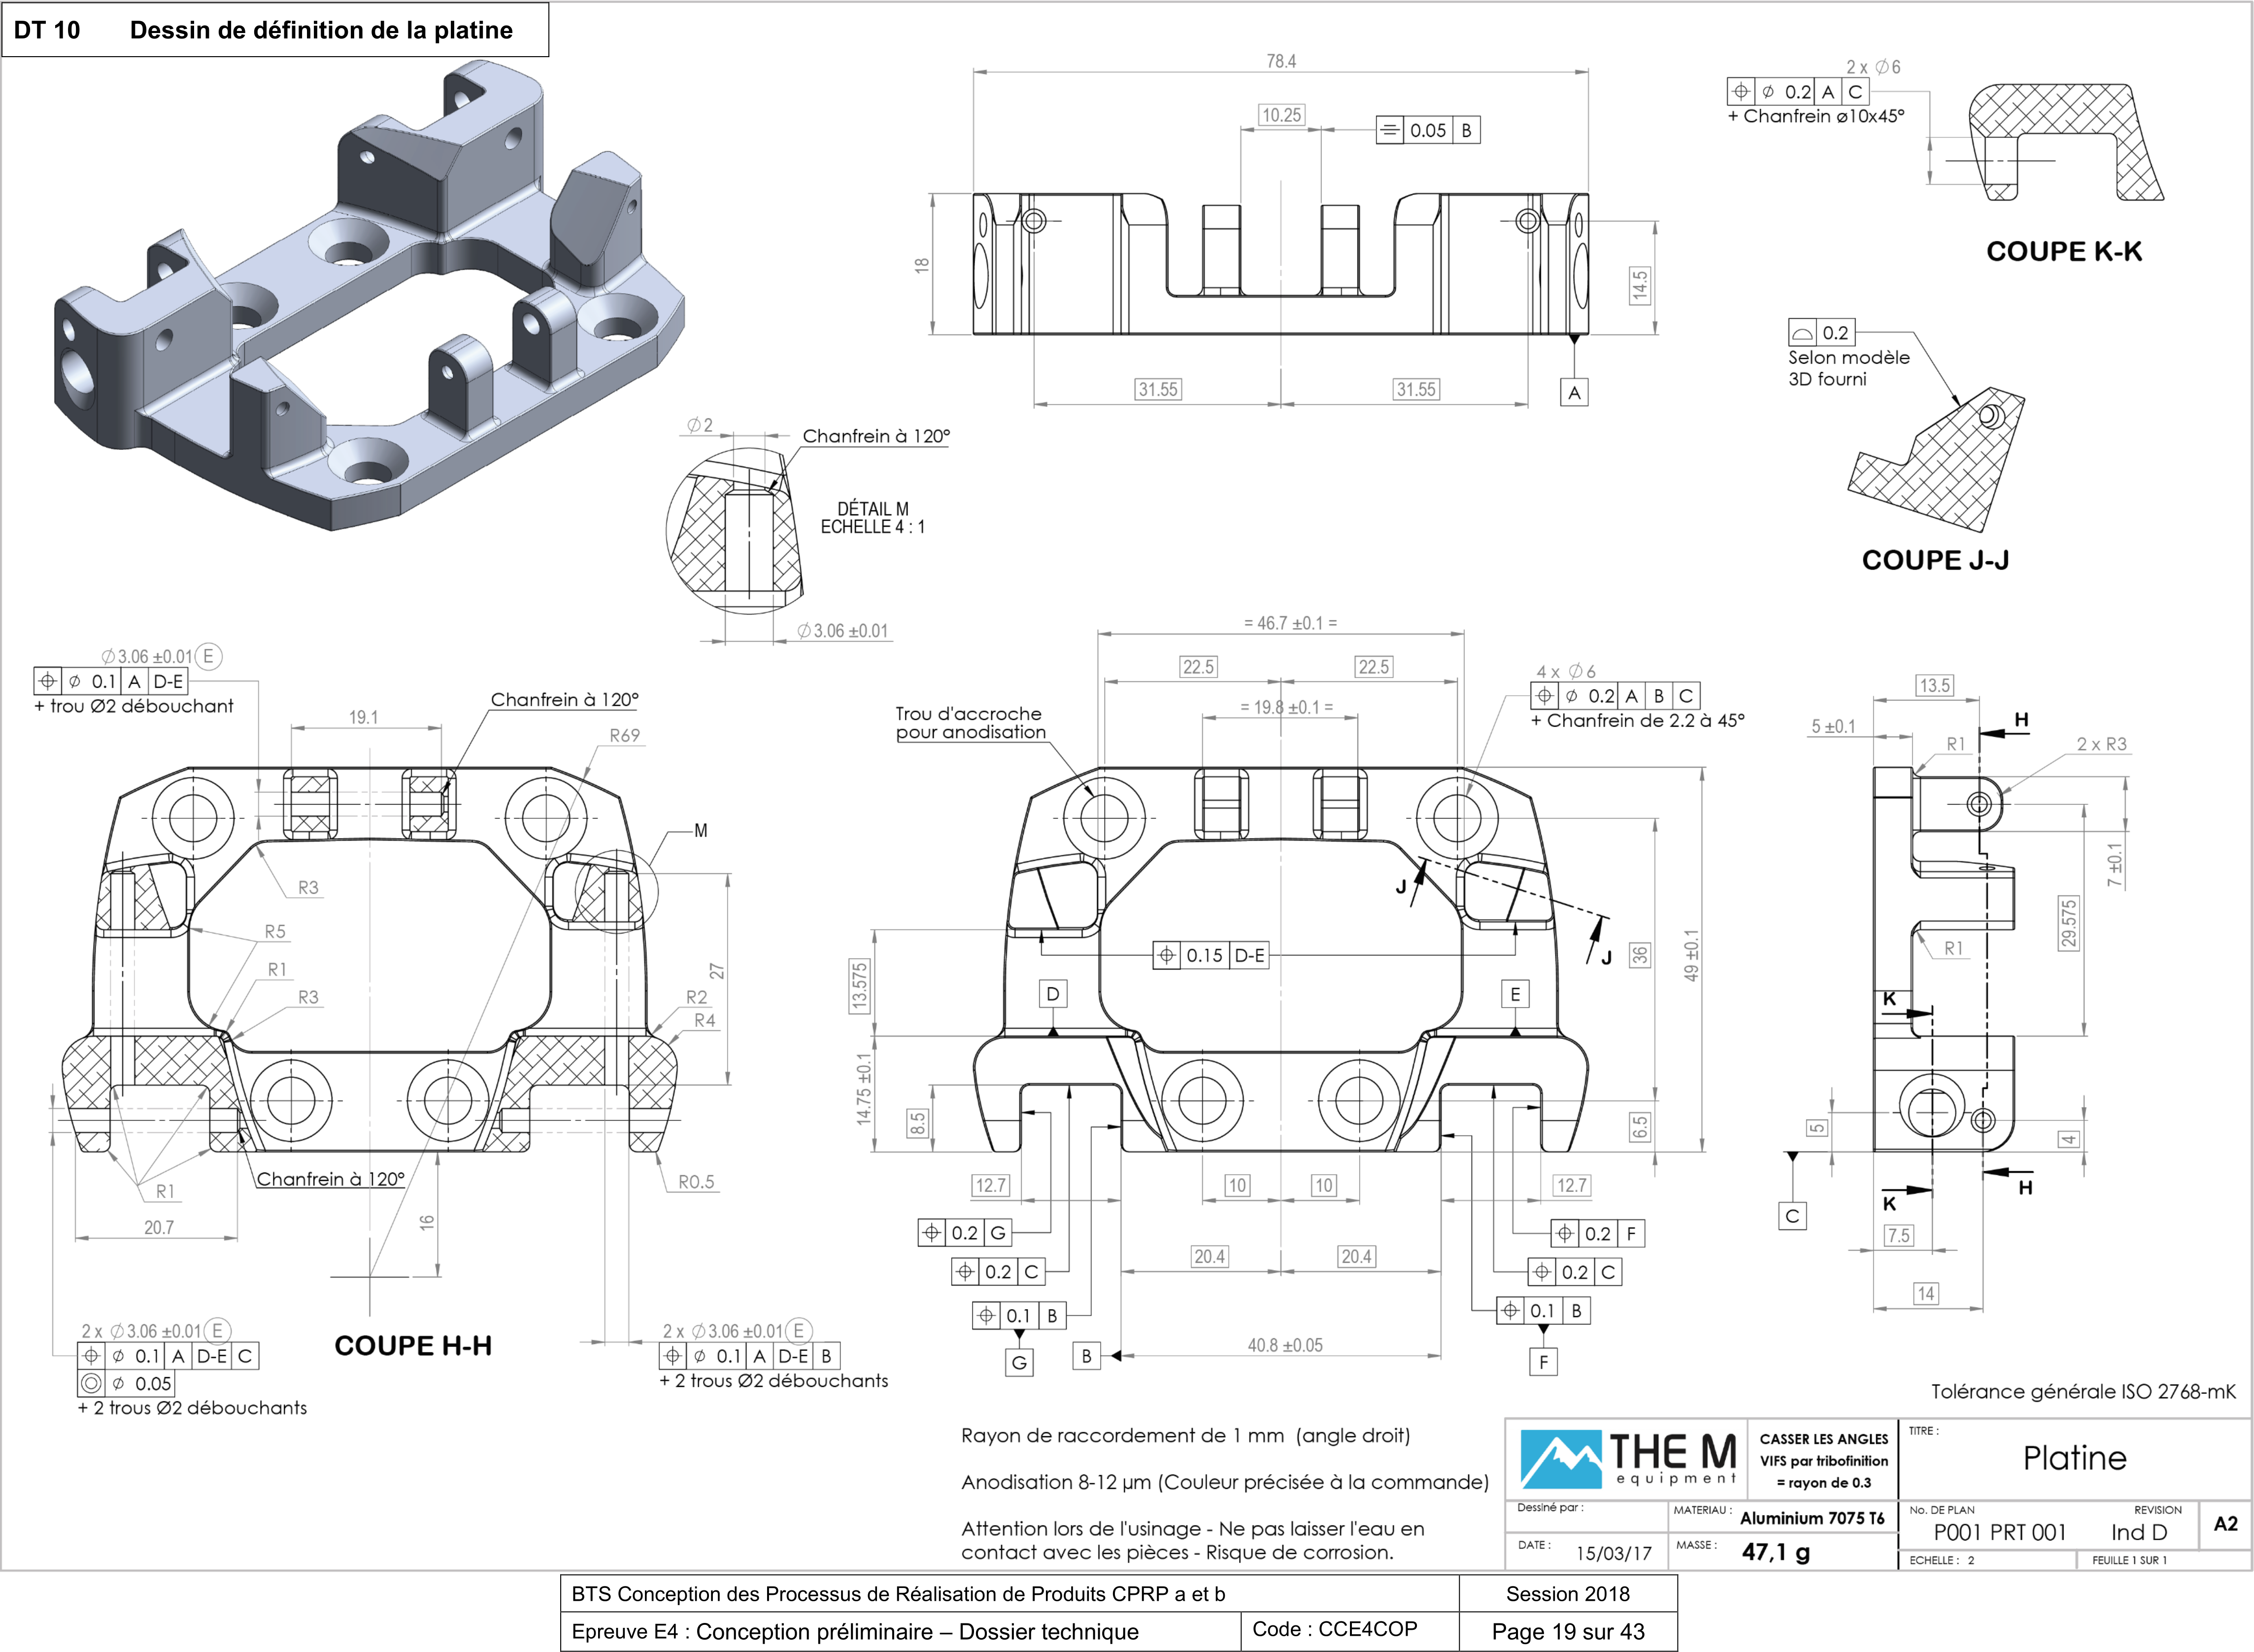 DT 10 Dessin de définition de la platine
78.4
10.25
⌯ 0.05 B
18
14.5
31.55
31.55
A
2 x ∅6
⌖ ∅ 0.2 A C
+ Chanfrein ø10x45°
COUPE K-K
⌓ 0.2
Selon modèle
3D fourni
COUPE J-J
∅2
Chanfrein à 120°
DÉTAIL M
ECHELLE 4 : 1
∅3.06 ±0.01
∅3.06 ±0.01 Ⓔ
⌖ ∅ 0.1 A D-E
+ trou Ø2 débouchant
19.1
Chanfrein à 120°
R69
M
R3
R5
R1
R3
27
R2
R4
Chanfrein à 120°
R1
R0.5
20.7
16
2 x ∅3.06 ±0.01 Ⓔ
⌖ ∅ 0.1 A D-E C
◎ ∅ 0.05
+ 2 trous Ø2 débouchants
COUPE H-H
2 x ∅3.06 ±0.01 Ⓔ
⌖ ∅ 0.1 A D-E B
+ 2 trous Ø2 débouchants
= 46.7 ±0.1 =
22.5
22.5
= 19.8 ±0.1 =
Trou d'accroche
pour anodisation
4 x ∅6
⌖ ∅ 0.2 A B C
+ Chanfrein de 2.2 à 45°
J
J
⌖ 0.15 D-E
D
E
13.575
14.75 ±0.1
8.5
36
49 ±0.1
6.5
12.7
10
10
12.7
⌖ 0.2 G
⌖ 0.2 F
20.4
20.4
⌖ 0.2 C
⌖ 0.2 C
⌖ 0.1 B
⌖ 0.1 B
G
B
40.8 ±0.05
F
13.5
5 ±0.1
H
R1
2 x R3
7 ±0.1
29.575
R1
K
5
4
K
H
C
7.5
14
Tolérance générale ISO 2768-mK
Rayon de raccordement de 1 mm (angle droit)
Anodisation 8-12 µm (Couleur précisée à la commande)
Attention lors de l'usinage - Ne pas laisser l'eau en
contact avec les pièces - Risque de corrosion.
THE M
equipment
CASSER LES ANGLES
VIFS par tribofinition
= rayon de 0.3
TITRE :
Platine
Dessiné par :
MATERIAU : Aluminium 7075 T6
No. DE PLAN
P001 PRT 001
REVISION
Ind D
A2
DATE : 15/03/17
MASSE : 47,1 g
ECHELLE : 2
FEUILLE 1 SUR 1
BTS Conception des Processus de Réalisation de Produits CPRP a et b
Session 2018
Epreuve E4 : Conception préliminaire – Dossier technique
Code : CCE4COP
Page 19 sur 43